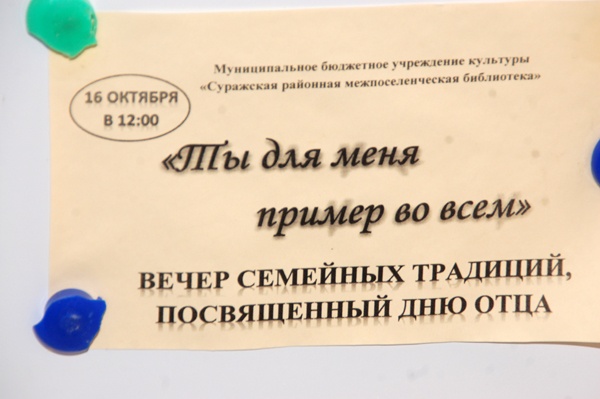 Муниципальное бюджетное учреждение культуры
«Суражская районная межпоселенческая библиотека»
16 ОКТЯБРЯ
В 12:00
«Ты для меня
пример во всем»
ВЕЧЕР СЕМЕЙНЫХ ТРАДИЦИЙ,
ПОСВЯЩЕННЫЙ ДНЮ ОТЦА